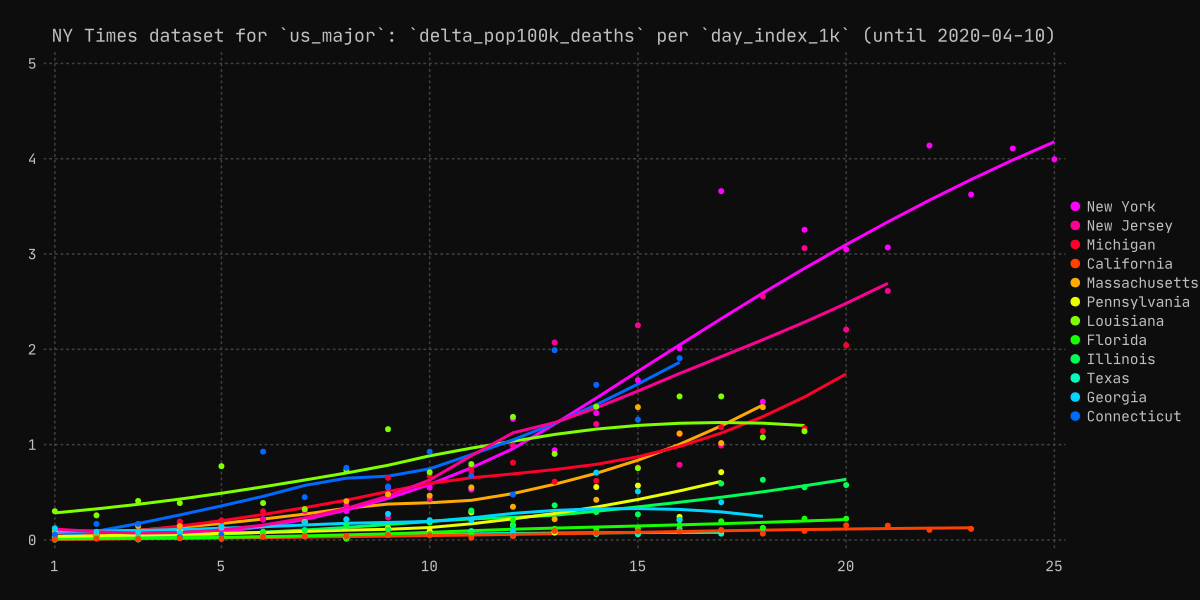 NY Times dataset for `us_major`: `delta_pop100k_deaths` per `day_index_1k` (until 2020-04-10)
5
4
3
2
1
0
1
5
10
15
20
25
New York
New Jersey
Michigan
California
Massachusetts
Pennsylvania
Louisiana
Florida
Illinois
Texas
Georgia
Connecticut